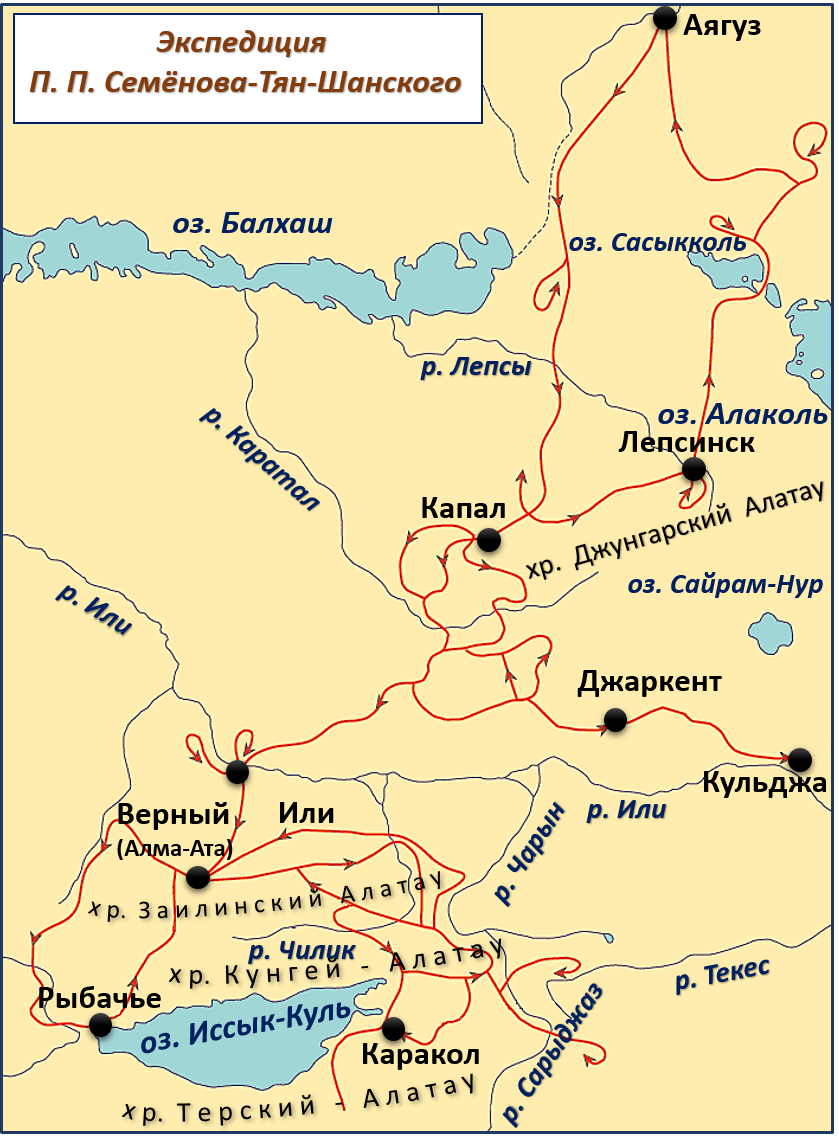 Экспедиция
П. П. Семёнова-Тян-Шанского
Аягуз
оз. Балхаш
оз. Сасыкколь
р. Лепсы
р. Каратал
оз. Алаколь
Лепсинск
Капал
хр. Джунгарский Алатау
р. Или
оз. Сайрам-Нур
Джаркент
Кульджа
Верный
(Алма-Ата)
Или
р. Или
р. Чарын
хр. Заилинский Алатау
р. Чилик
хр. Кунгей - Алатау
р. Текес
Рыбачье
оз. Иссык-Куль
Каракол
р. Сарыджаз
хр. Терский - Алатау